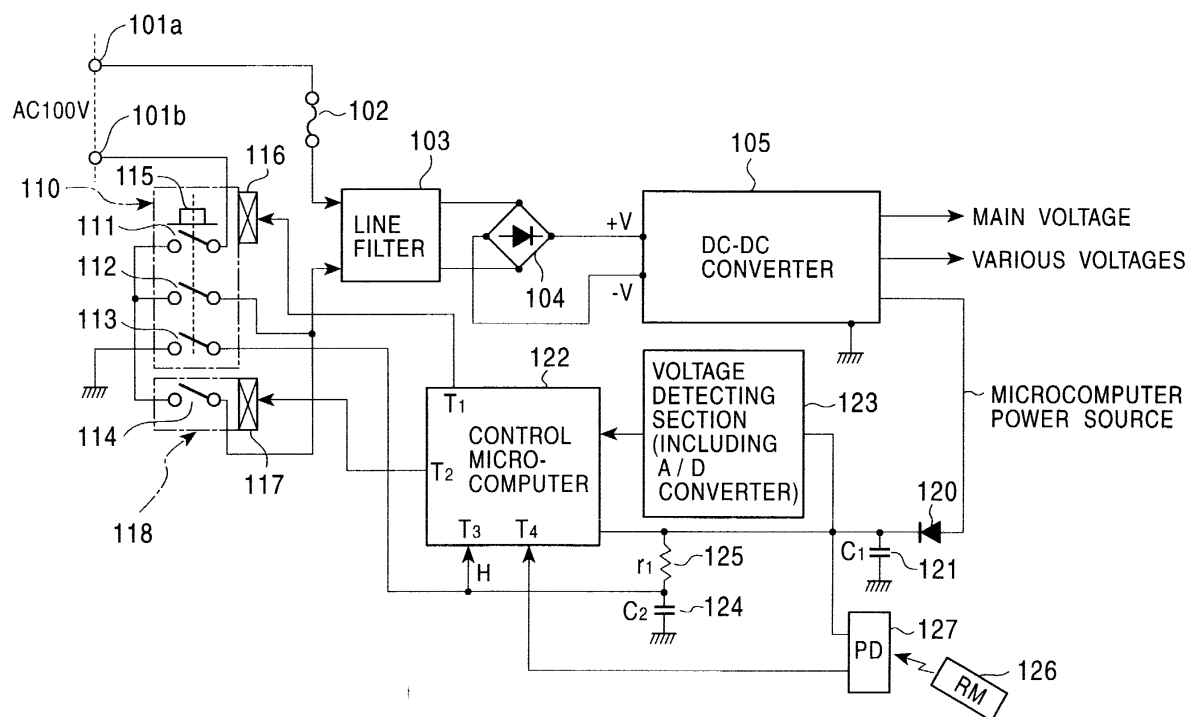 101a
AC100V
101b
102
116
103
105
110
115
111
LINE
FILTER
+V
DC-DC
CONVERTER
MAIN VOLTAGE
VARIOUS VOLTAGES
112
104
-V
113
122
VOLTAGE
DETECTING
SECTION
(INCLUDING
A / D
CONVERTER)
123
MICROCOMPUTER
POWER SOURCE
T1
CONTROL
MICRO-
COMPUTER
T2
114
117
118
120
T3
T4
125
r1
C1
121
H
C2
124
127
PD
RM
126